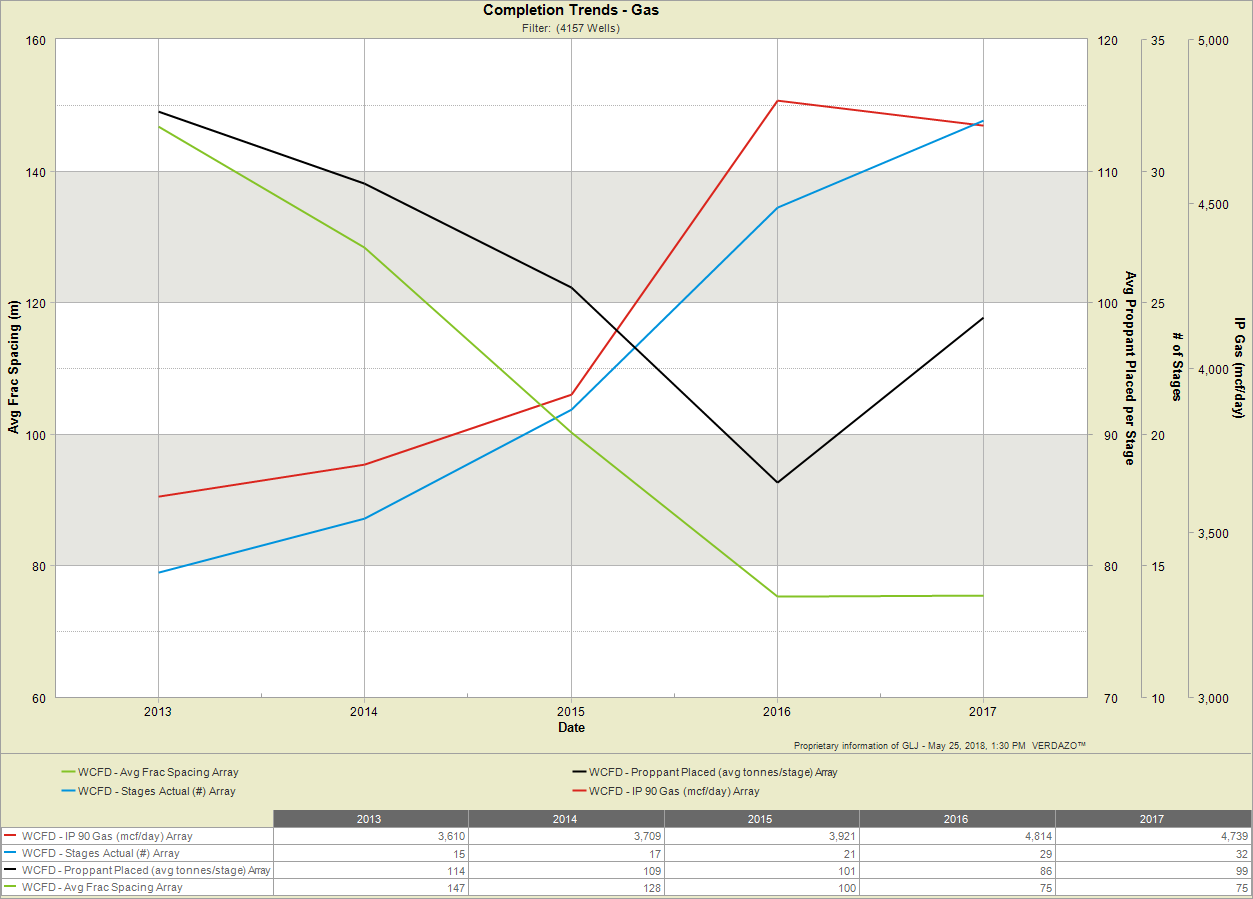 Completion Trends - Gas
Filter: (4157 Wells)
160
140
120
100
80
60
Avg Frac Spacing (m)
120
110
100
90
80
70
Avg Proppant Placed per Stage
35
30
25
20
15
10
# of Stages
5,000
4,500
4,000
3,500
3,000
IP Gas (mcf/day)
2013 2014 2015 2016 2017
Date
Proprietary information of GLJ - May 25, 2018, 1:30 PM VERDAZO™
WCFD - Avg Frac Spacing Array WCFD - Proppant Placed (avg tonnes/stage) Array
WCFD - Stages Actual (#) Array WCFD - IP 90 Gas (mcf/day) Array
2013 2014 2015 2016 2017
WCFD - IP 90 Gas (mcf/day) Array 3,610 3,709 3,921 4,814 4,739
WCFD - Stages Actual (#) Array 15 17 21 29 32
WCFD - Proppant Placed (avg tonnes/stage) Array 114 109 101 86 99
WCFD - Avg Frac Spacing Array 147 128 100 75 75